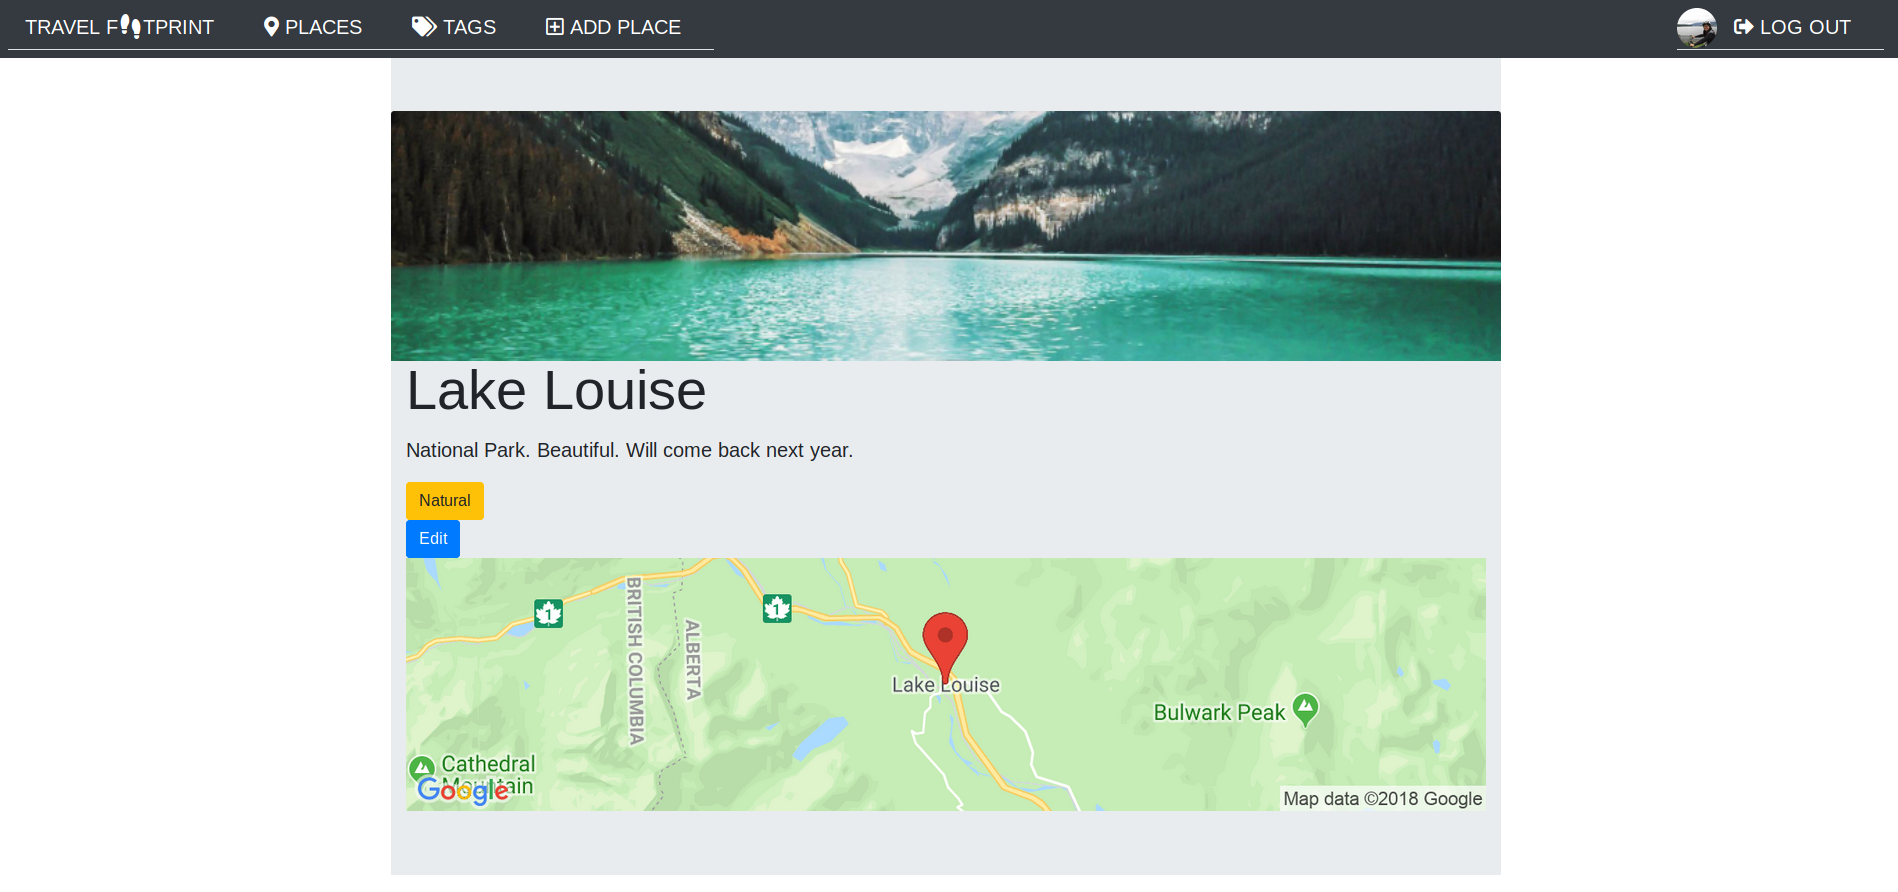 TRAVEL F TPRINT
PLACES
TAGS
ADD PLACE
LOG OUT
Lake Louise
National Park. Beautiful. Will come back next year.
Natural
Edit
1
1
BRITISH COLUMBIA
ALBERTA
Lake Louise
Bulwark Peak
Cathedral
Mountain
Google
Map data ©2018 Google